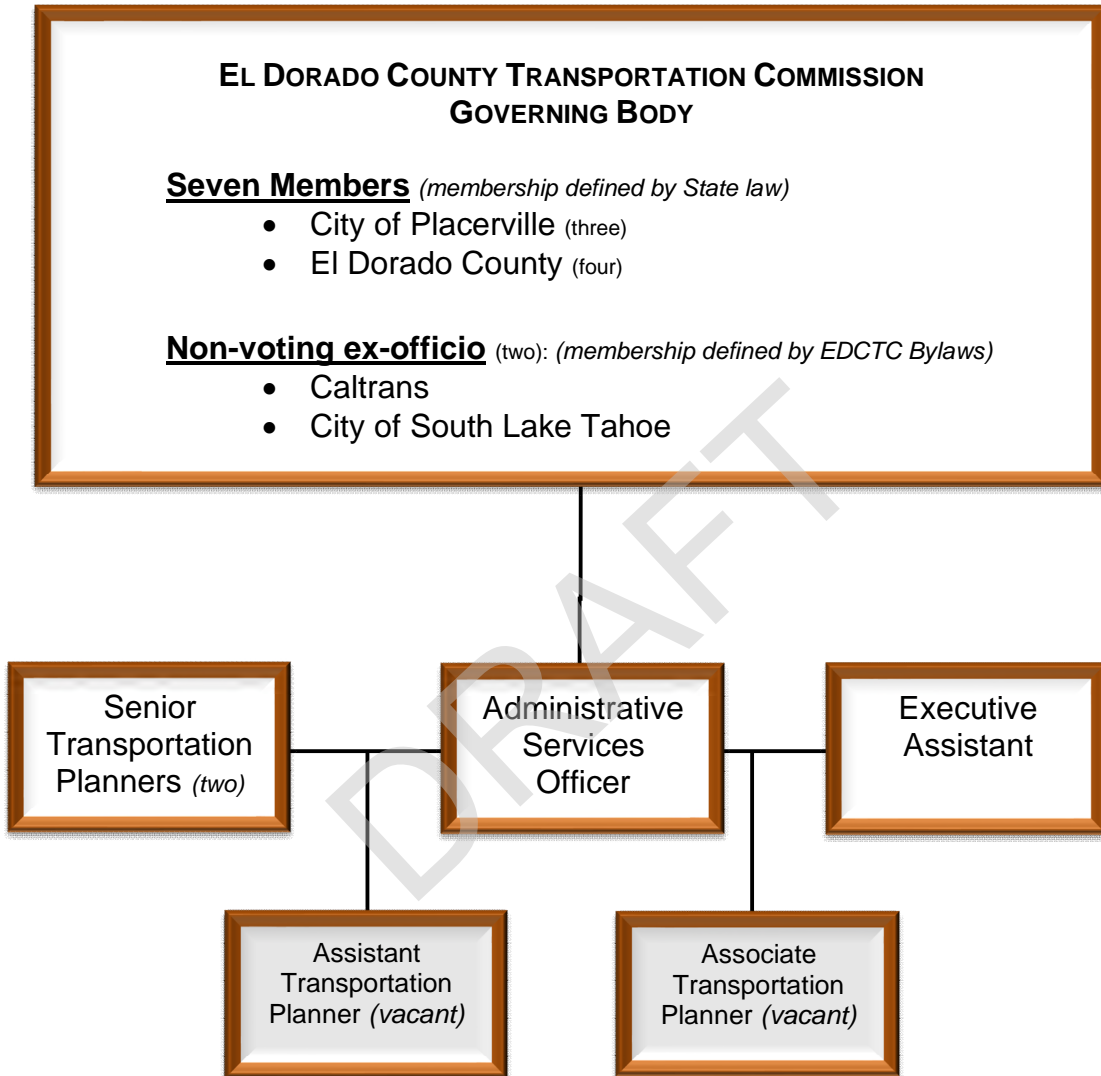 EL DORADO COUNTY TRANSPORTATION COMMISSION
GOVERNING BODY
Seven Members (membership defined by State law)
• City of Placerville (three)
• El Dorado County (four)
Non-voting ex-officio (two): (membership defined by EDCTC Bylaws)
• Caltrans
• City of South Lake Tahoe
DRAFT
Senior
Transportation
Planners (two)
Administrative
Services
Officer
Executive
Assistant
Assistant
Transportation
Planner (vacant)
Associate
Transportation
Planner (vacant)